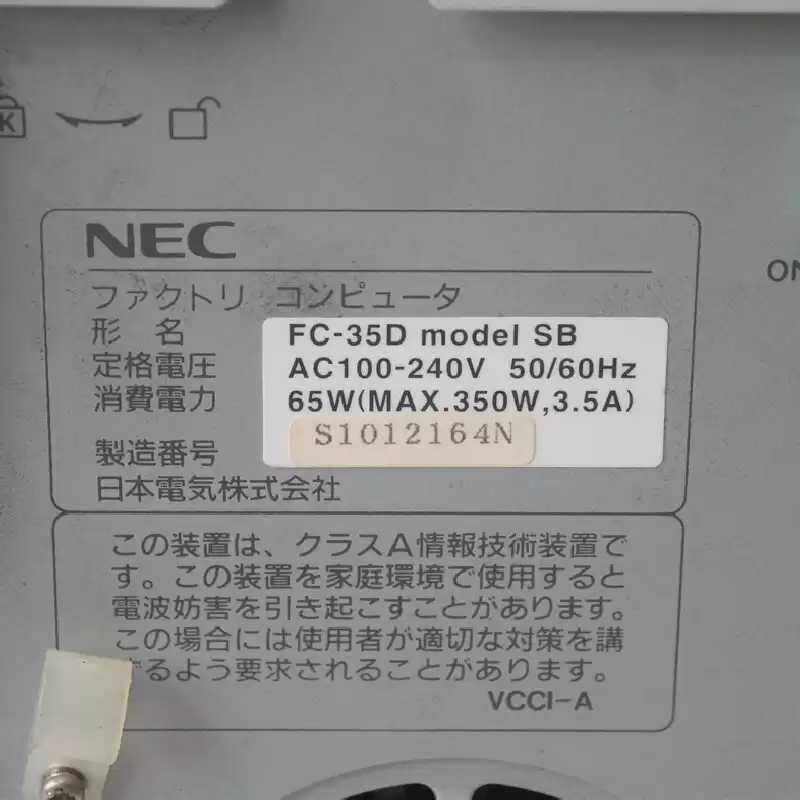 K
NEC
ON
ファクトリ コンピュータ
形 名 FC-35D model SB
定格電圧 AC100-240V 50/60Hz
消費電力 65W(MAX.350W,3.5A)
製造番号 S1012164N
日本電気株式会社
この装置は、クラスA情報技術装置で
す。この装置を家庭環境で使用すると
電波妨害を引き起こすことがあります。
この場合には使用者が適切な対策を講
るよう要求されることがあります。
VCCI-A